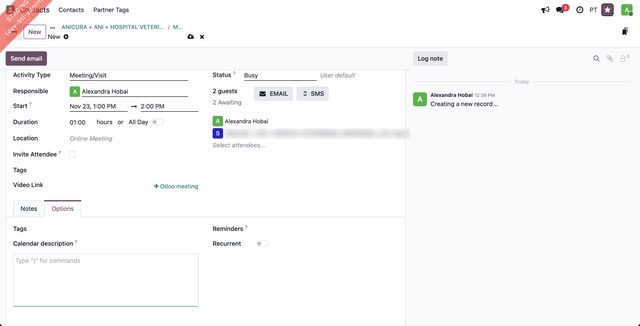 Contacts
Contacts
Partner Tags
PT
A
New
...
ANICURA + ANI + HOSPITAL VETERI... / M...
New
Send email
Log note
Activity Type
Meeting/Visit
Status ?
Busy
User default
Responsible
A Alexandra Hobai
2 guests
EMAIL
SMS
2 Awaiting
Start ?
Nov 23, 1:00 PM → 2:00 PM
Duration
01:00 hours or All Day
A Alexandra Hobai
S
Location
Online Meeting
Select attendees...
Invite Attendee ?
Tags
Video Link
+ Odoo meeting
Notes
Options
Tags
Reminders ?
Calendar description ?
Recurrent
Type "/" for commands
Today
A Alexandra Hobai 12:39 PM
Creating a new record...